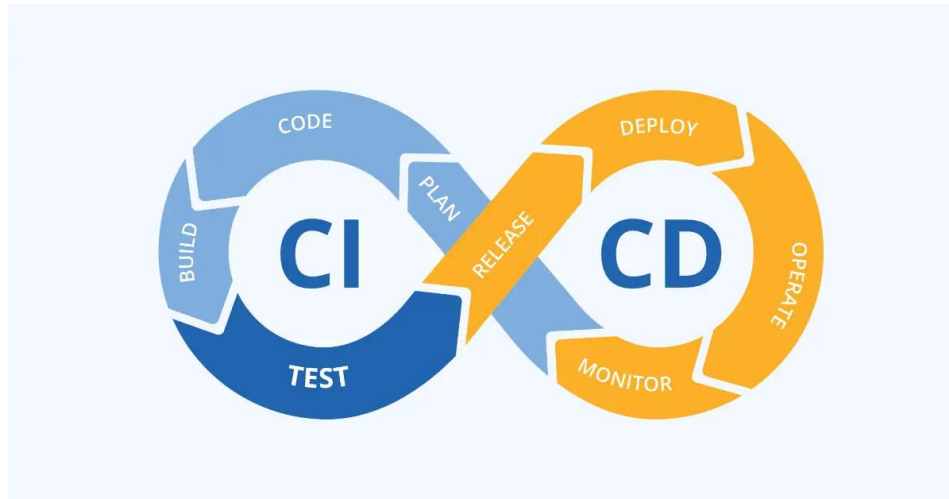 CODE
DEPLOY
PLAN
BUILD
CI
RELEASE
CD
OPERATE
TEST
MONITOR